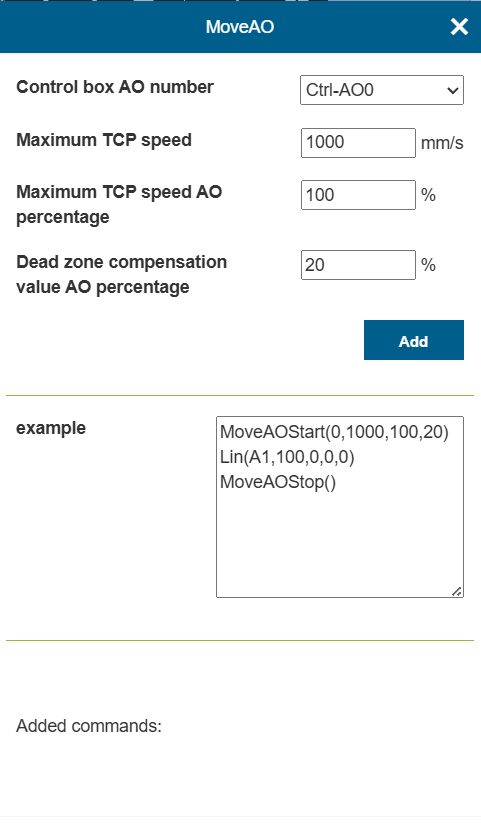 MoveAO
Control box AO number
Ctrl-AO0
Maximum TCP speed
1000
mm/s
Maximum TCP speed AO
percentage
100
%
Dead zone compensation
value AO percentage
20
%
Add
example
MoveAOStart(0,1000,100,20)
Lin(A1,100,0,0,0)
MoveAOStop()
Added commands: